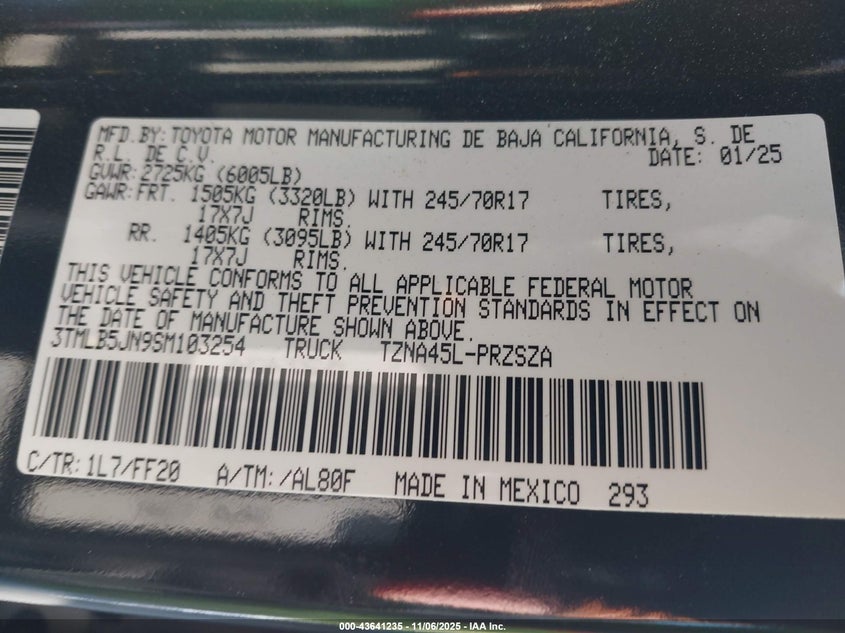 MFD.BY: TOYOTA MOTOR MANUFACTURING DE BAJA CALIFORNIA, S. DE
R.L. DE C.V. DATE: 01/25
GVWR: 2725KG (6005LB)
GAWR: FRT. 1505KG (3320LB) WITH 245/70R17 TIRES,
17X7J RIMS.
RR. 1405KG (3095LB) WITH 245/70R17 TIRES,
17X7J RIMS.
THIS VEHICLE CONFORMS TO ALL APPLICABLE FEDERAL MOTOR
VEHICLE SAFETY AND THEFT PREVENTION STANDARDS IN EFFECT ON
THE DATE OF MANUFACTURE SHOWN ABOVE.
3TMLB5JN9SM103254 TRUCK TZNA45L-PRZSZA
C/TR: 1L7/FF20 A/TM: /AL80F MADE IN MEXICO 293
000-43641235 - 11/06/2025 - IAA Inc.